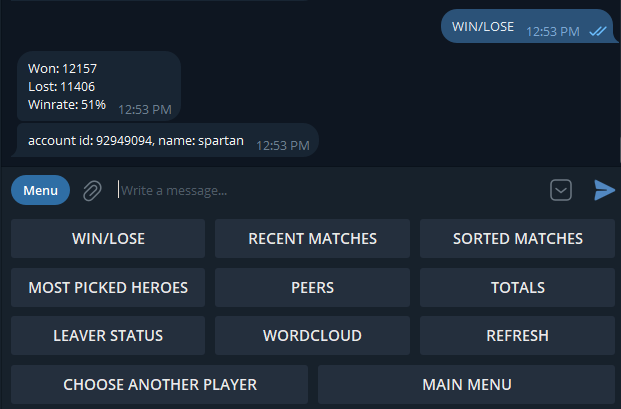 WIN/LOSE 12:53 PM
Won: 12157
Lost: 11406
Winrate: 51% 12:53 PM
account id: 92949094, name: spartan 12:53 PM
Menu Write a message...
WIN/LOSE RECENT MATCHES SORTED MATCHES
MOST PICKED HEROES PEERS TOTALS
LEAVER STATUS WORDCLOUD REFRESH
CHOOSE ANOTHER PLAYER MAIN MENU